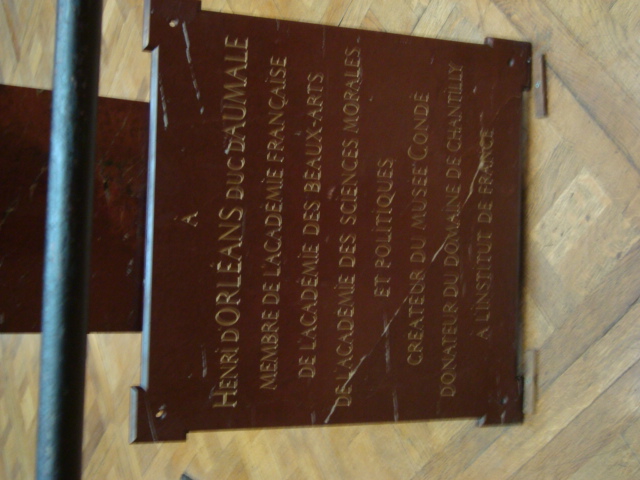 À
HENRI D'ORLÉANS DUC D'AUMALE
MEMBRE DE L'ACADÉMIE FRANÇAISE
DE L'ACADÉMIE DES BEAUX-ARTS
DE L'ACADÉMIE DES SCIENCES MORALES
ET POLITIQUES
CREATEUR DU MUSÉE CONDÉ
DONATEUR DU DOMAINE DE CHANTILLY
À L'INSTITUT DE FRANCE